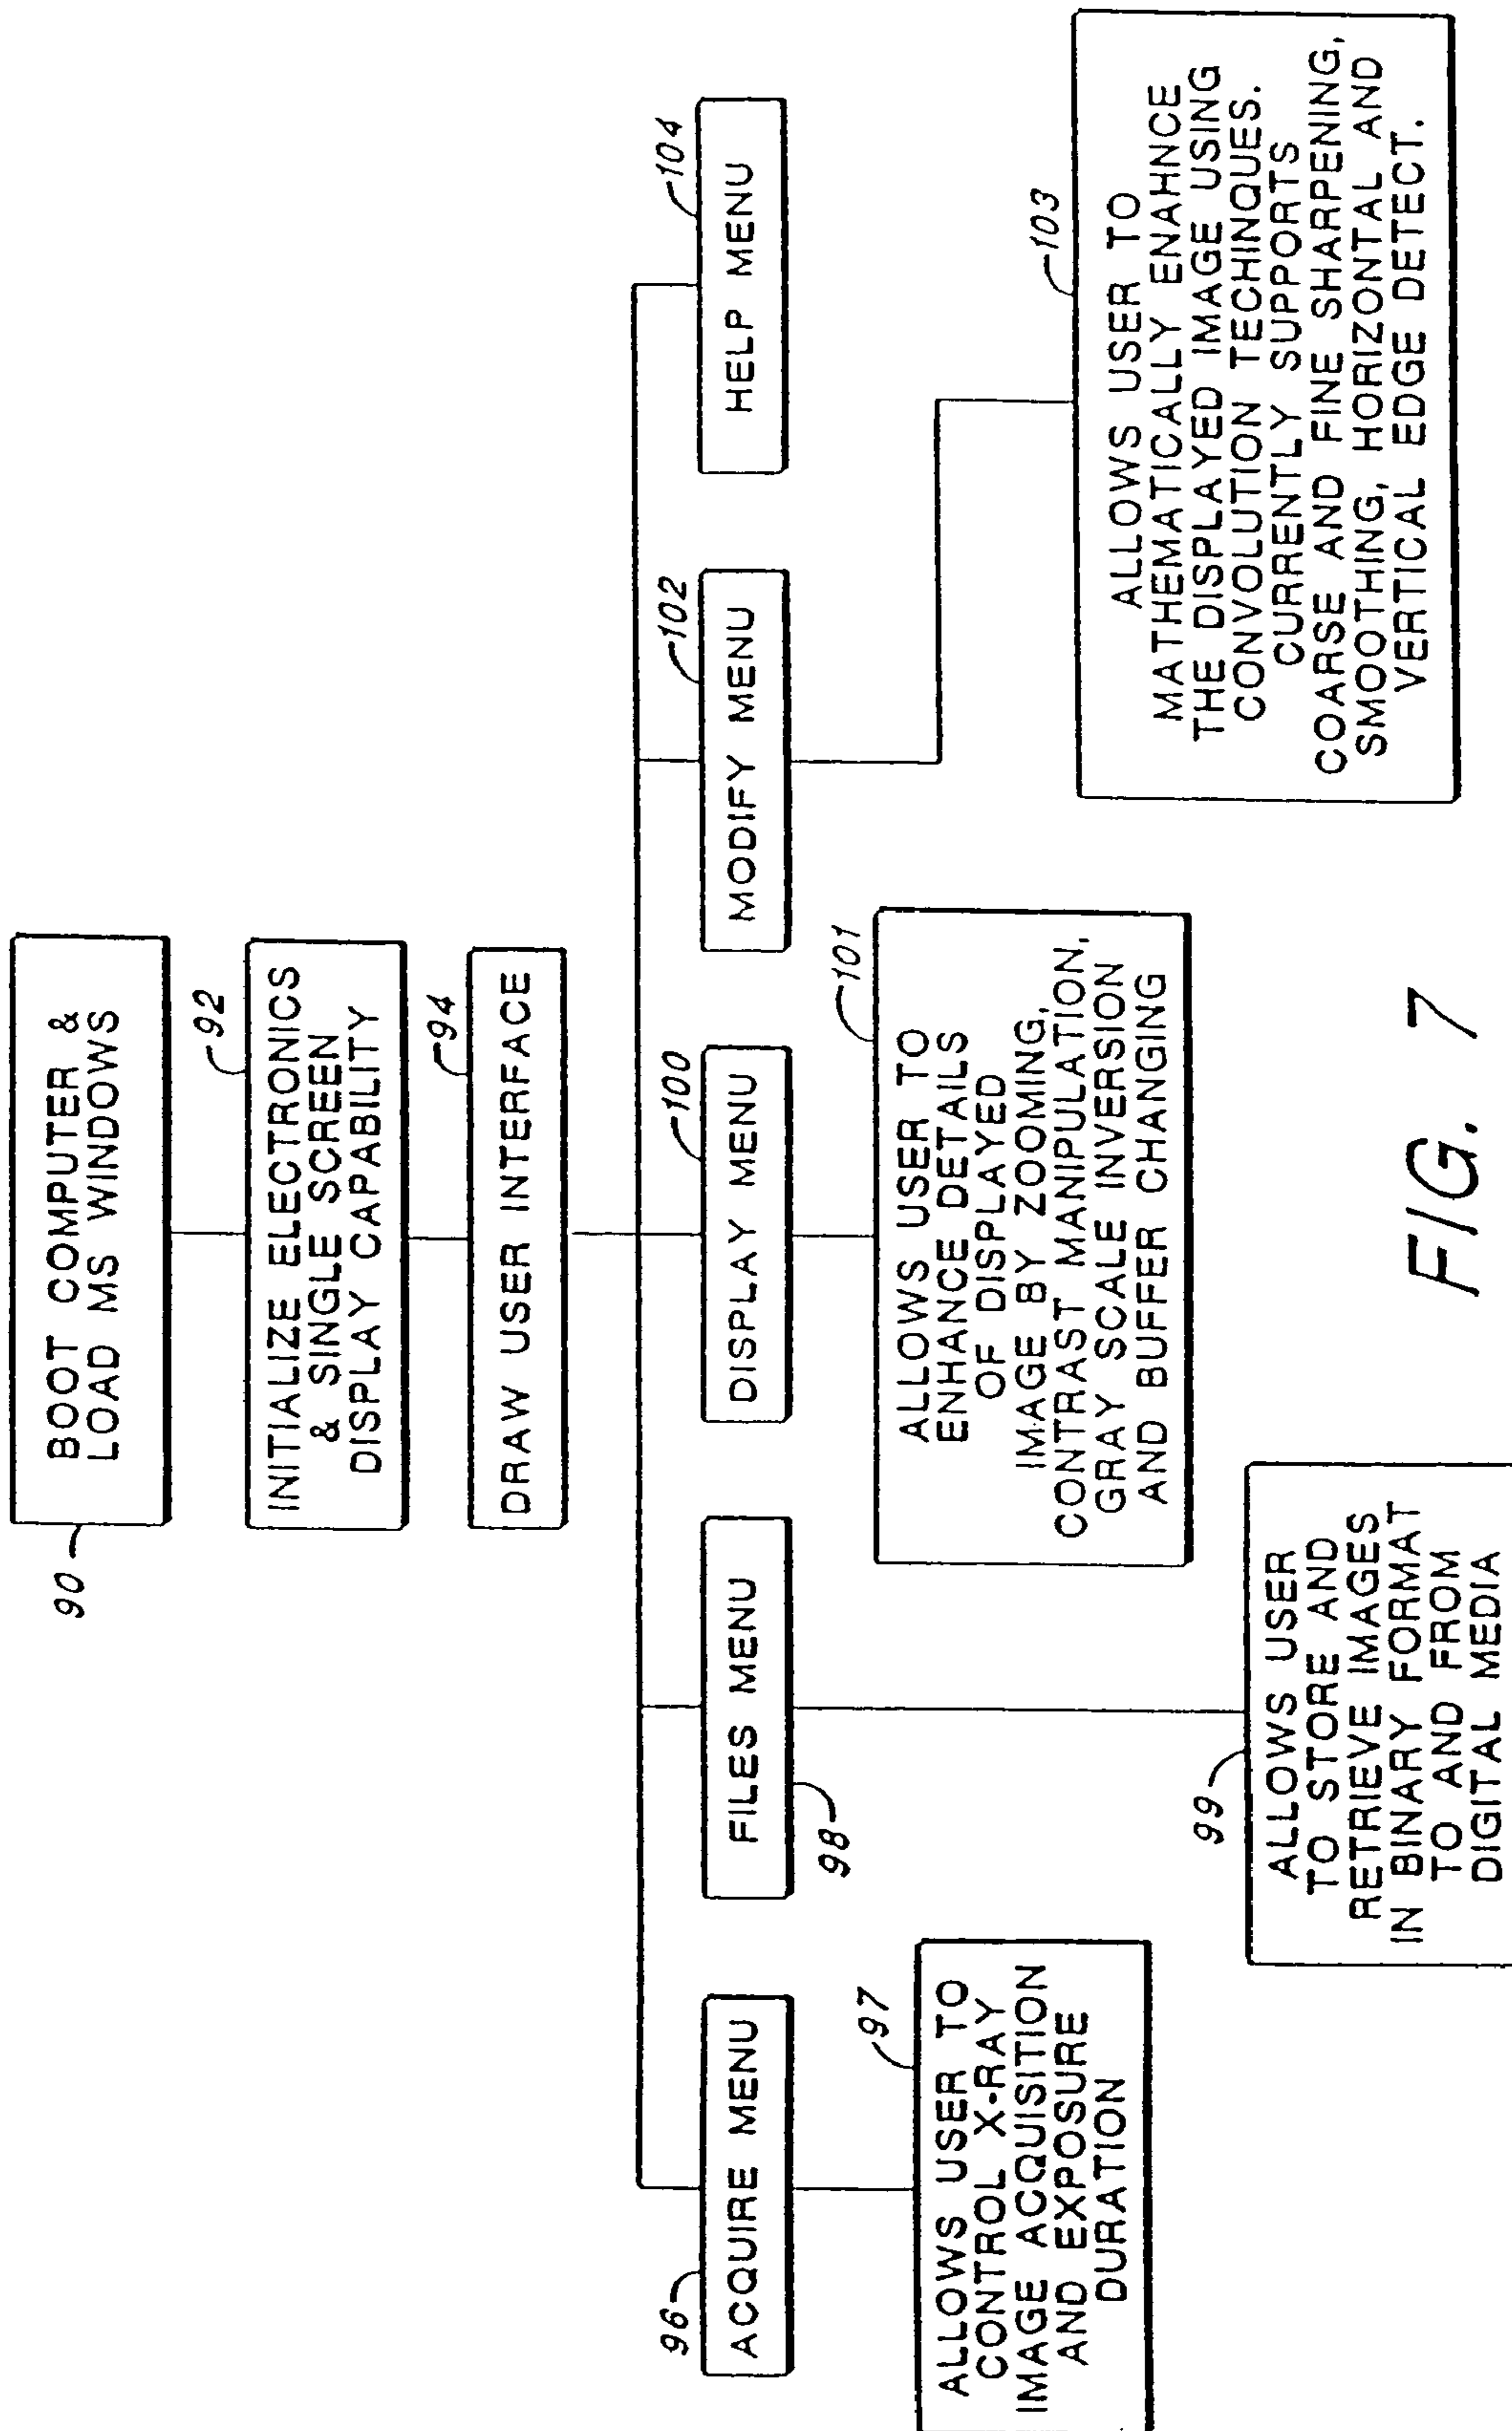 90
BOOT COMPUTER &
LOAD MS WINDOWS
92
INITIALIZE ELECTRONICS
& SINGLE SCREEN
DISPLAY CAPABILITY
94
DRAW USER INTERFACE
96
ACQUIRE MENU
98
FILES MENU
100
DISPLAY MENU
102
MODIFY MENU
104
HELP MENU
97
ALLOWS USER TO
CONTROL X-RAY
IMAGE ACQUISITION
AND EXPOSURE
DURATION
99
ALLOWS USER
TO STORE AND
RETRIEVE IMAGES
IN BINARY FORMAT
TO AND FROM
DIGITAL MEDIA
101
ALLOWS USER TO
ENHANCE DETAILS
OF DISPLAYED
IMAGE BY ZOOMING,
CONTRAST MANIPULATION,
GRAY SCALE INVERSION
AND BUFFER CHANGING
103
ALLOWS USER TO
MATHEMATICALLY ENAHNCE
THE DISPLAYED IMAGE USING
CONVOLUTION TECHINQUES.
CURRENTLY SUPPORTS
COARSE AND FINE SHARPENING,
SMOOTHING, HORIZONTAL AND
VERTICAL EDGE DETECT.
FIG. 7